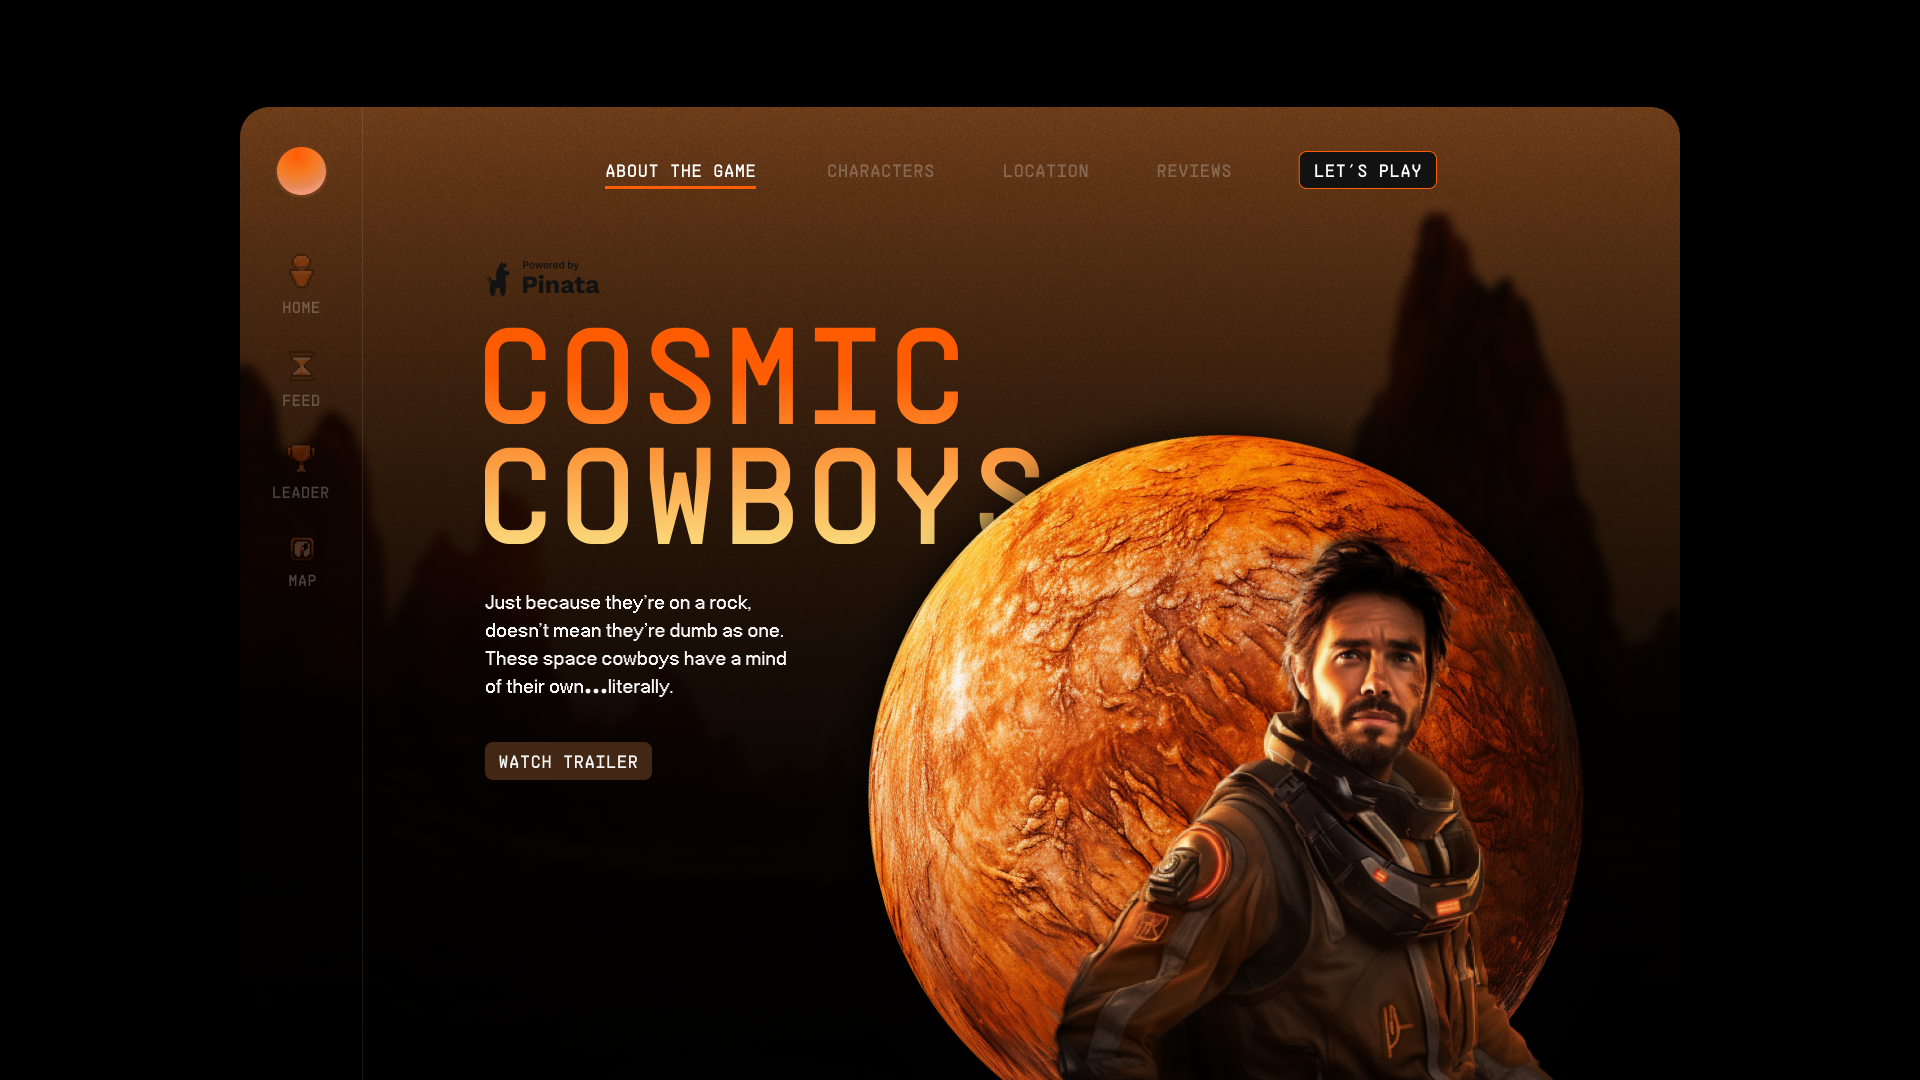 ABOUT THE GAME
CHARACTERS
LOCATION
REVIEWS
LET'S PLAY
HOME
FEED
LEADER
MAP
Powered by
Pinata
COSMIC
COWBOYS
Just because they're on a rock,
doesn't mean they're dumb as one.
These space cowboys have a mind
of their own...literally.
WATCH TRAILER